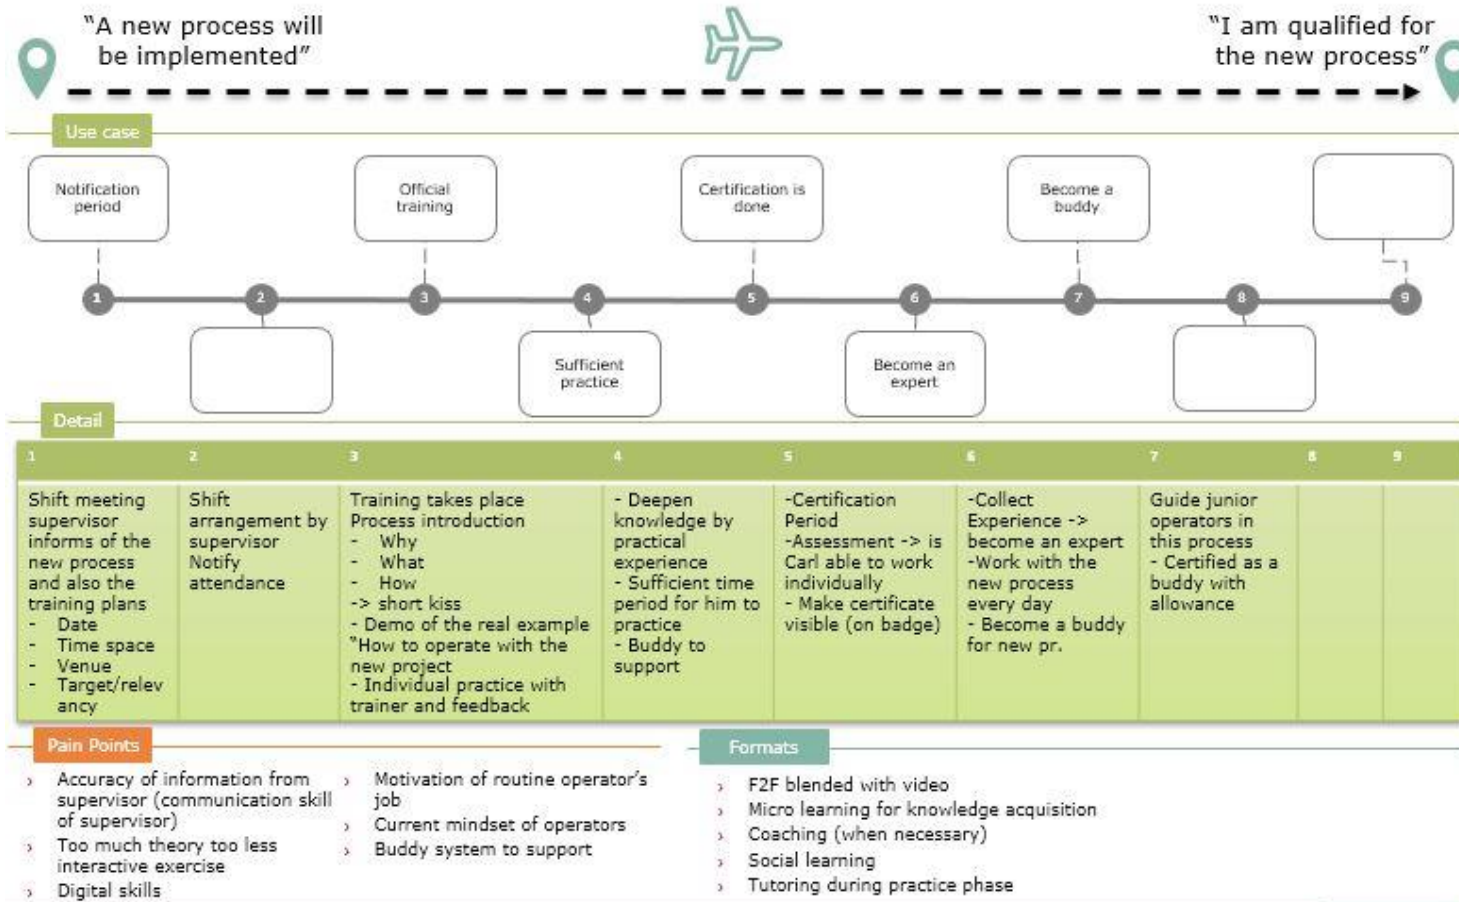 “A new process will
be implemented”
“I am qualified for
the new process”
Use case
Notification
period
Official
training
Certification is
done
Become a
buddy
1
2
3
4
5
6
7
8
9
Sufficient
practice
Become an
expert
Detail
1
2
3
4
5
6
7
8
9
Shift meeting
supervisor
informs of the
new process
and also the
training plans
- Date
- Time space
- Venue
- Target/relev
ancy
Shift
arrangement by
supervisor
Notify
attendance
Training takes place
Process introduction
- Why
- What
- How
-> short kiss
- Demo of the real example
“How to operate with the
new project
- Individual practice with
trainer and feedback
- Deepen
knowledge by
practical
experience
- Sufficient time
period for him to
practice
- Buddy to
support
-Certification
Period
-Assessment -> is
Carl able to work
individually
- Make certificate
visible (on badge)
-Collect
Experience ->
become an expert
-Work with the
new process
every day
- Become a buddy
for new pr.
Guide junior
operators in
this process
- Certified as a
buddy with
allowance
Pain Points
› Accuracy of information from
supervisor (communication skill
of supervisor)
› Too much theory too less
interactive exercise
› Digital skills
› Motivation of routine operator’s
job
› Current mindset of operators
› Buddy system to support
Formats
› F2F blended with video
› Micro learning for knowledge acquisition
› Coaching (when necessary)
› Social learning
› Tutoring during practice phase